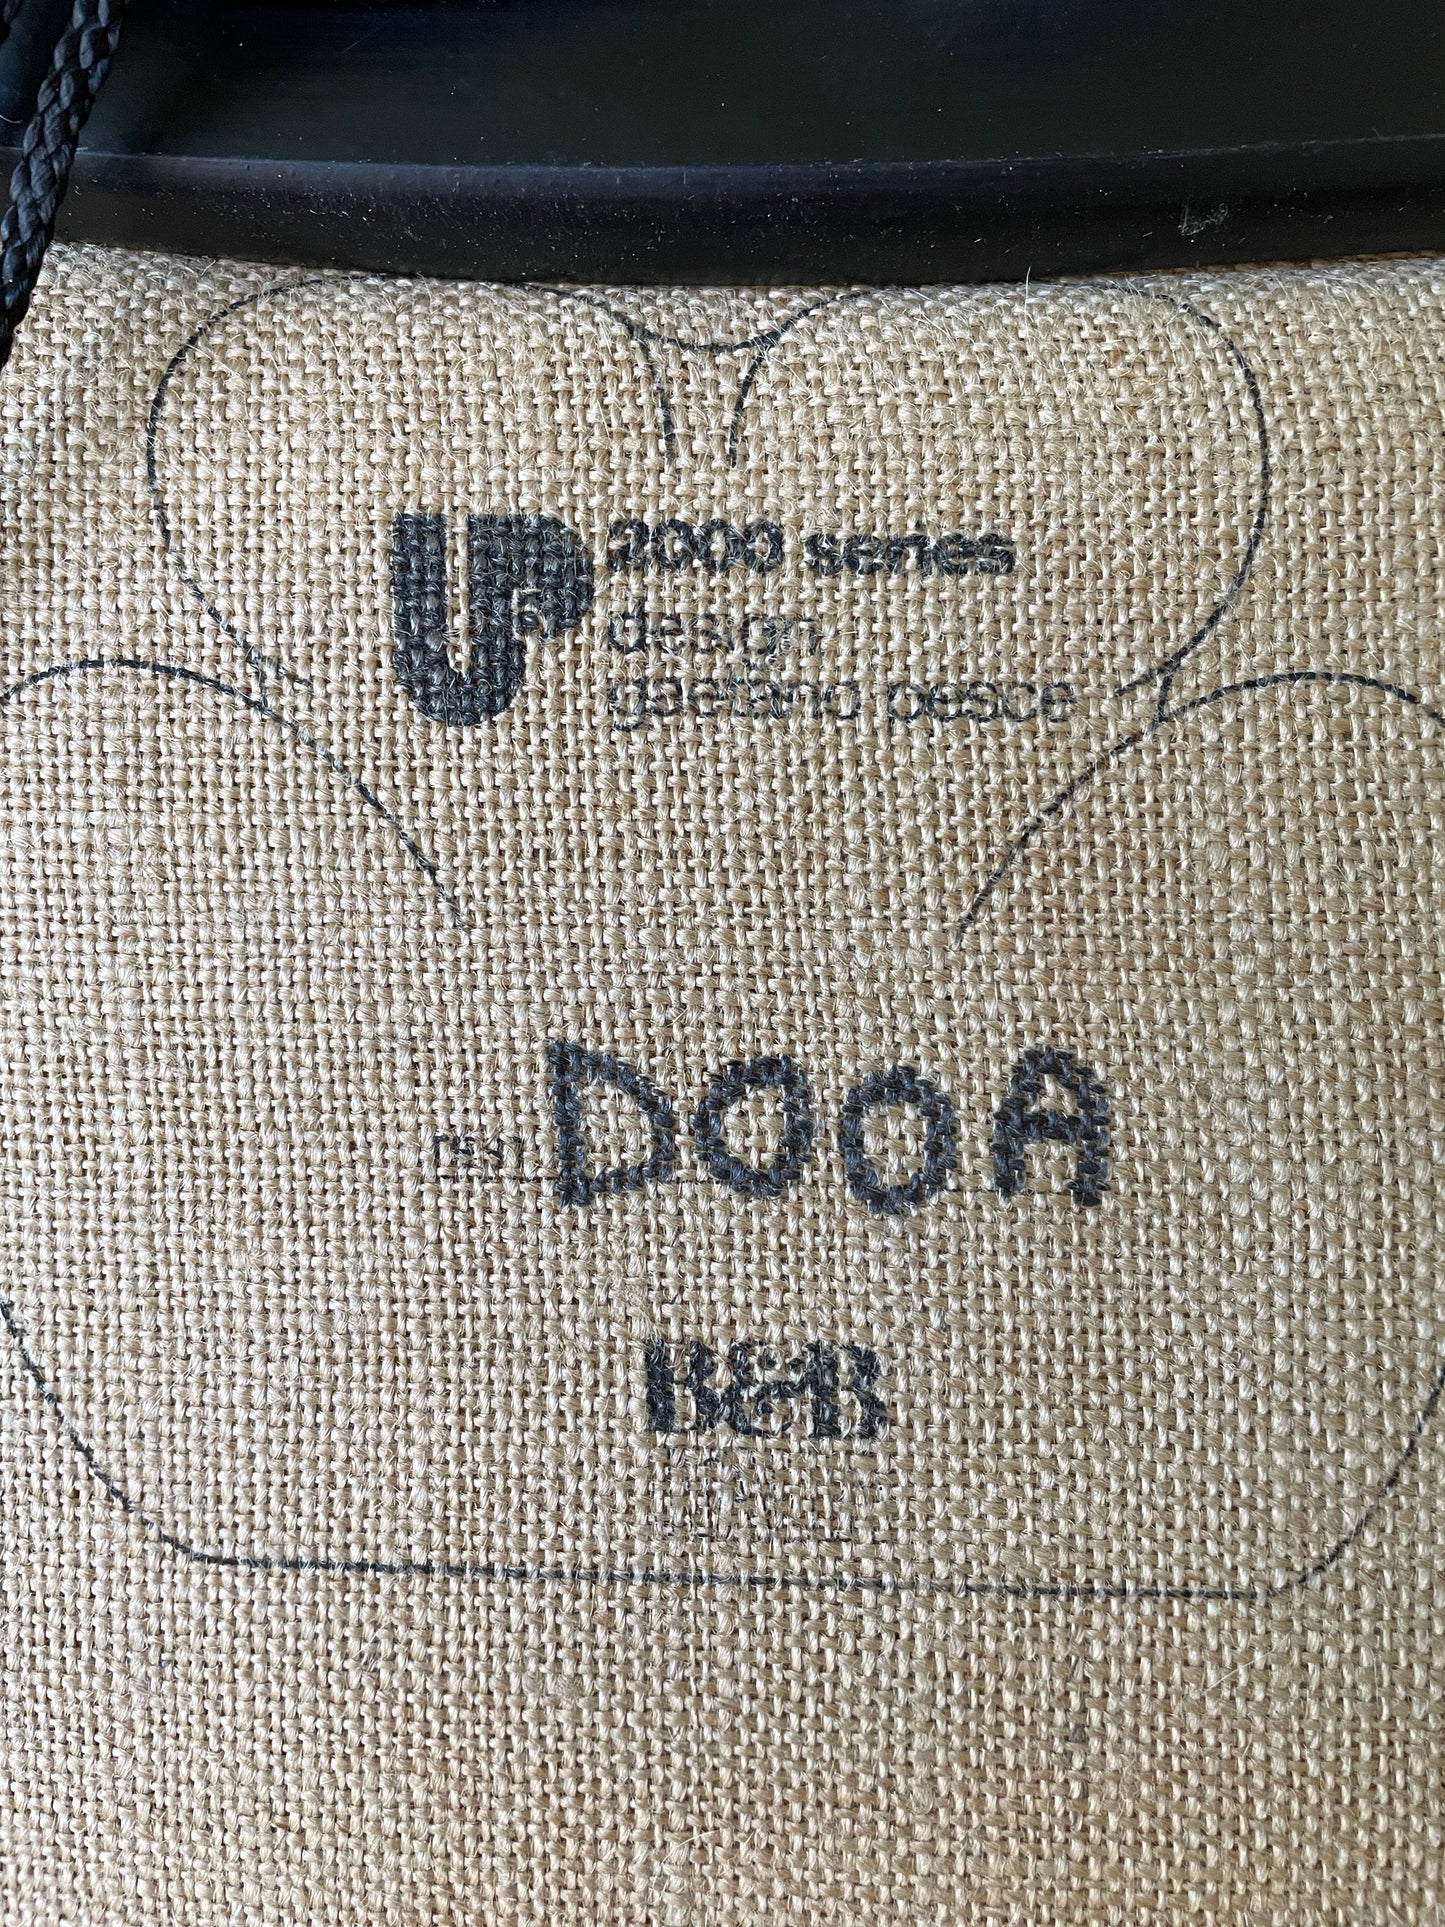 UP 2000 series
design
gaetano pesce
DOOA
B&B